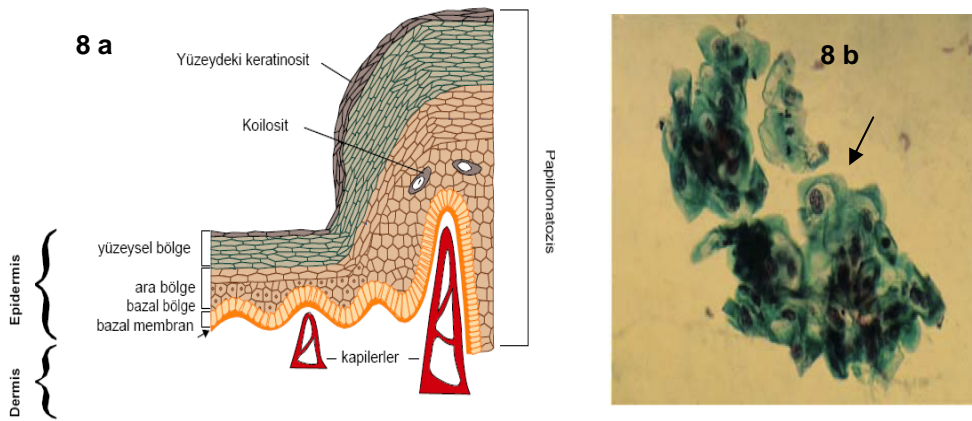 8 a
Yüzeydeki keratinosit
Koilosit
Papillomatozis
yüzeysel bölge
ara bölge
bazal bölge
bazal membran
kapilerler
Epidermis
Dermis
8 b